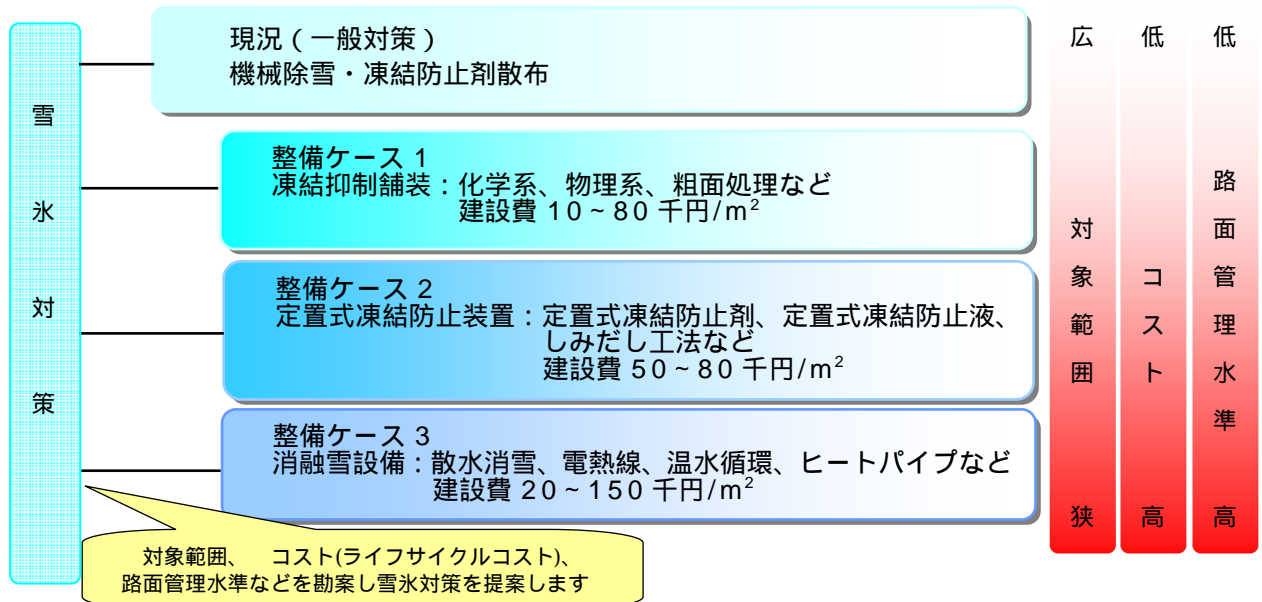 雪氷対策
現況（一般対策）
機械除雪・凍結防止剤散布
整備ケース 1
凍結抑制舗装：化学系、物理系、粗面処理など
建設費 10～80 千円/m²
整備ケース 2
定置式凍結防止装置：定置式凍結防止剤、定置式凍結防止液、
しみだし工法など
建設費 50～80 千円/m²
整備ケース 3
消融雪設備：散水消雪、電熱線、温水循環、ヒートパイプなど
建設費 20～150 千円/m²
対象範囲、　コスト(ライフサイクルコスト)、
路面管理水準などを勘案し雪氷対策を提案します
広　対象範囲　狭
低　コスト　高
低　路面管理水準　高